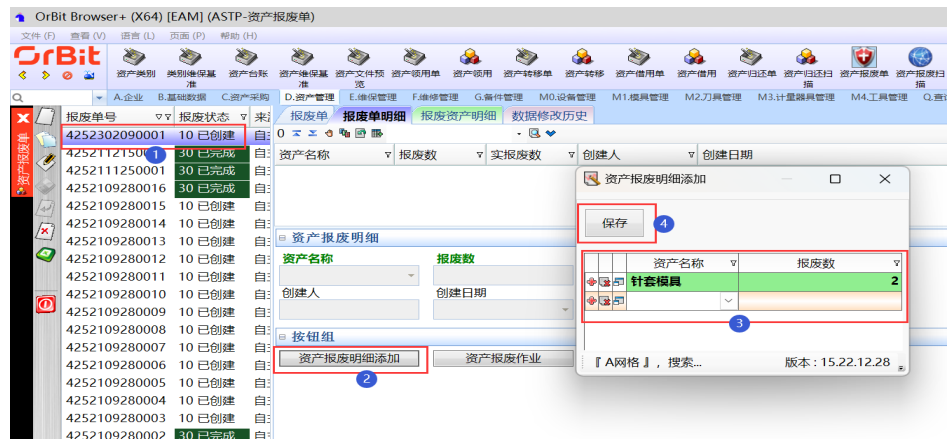 OrBit Browser+ (X64) [EAM] (ASTP-资产报废单)
文件 (F) 查看 (V) 语言 (L) 页面 (P) 帮助 (H)
OrBit
资产类别 类别维保基准 资产台账 资产维保基准 资产文件预览 资产领用单 资产领用 资产转移单 资产转移 资产借用单 资产借用 资产归还单 资产归还扫描 资产报废单 资产报废扫描
A.企业 B.基础数据 C.资产采购 D.资产管理 E.维保管理 F.维修管理 G.备件管理 M0.设备管理 M1.模具管理 M2.刀具管理 M3.计量器具管理 M4.工具管理
资产报废单
报废单号 报废状态
4252302090001 10 已创建
30 已完成
4252111250001 30 已完成
4252109280016 30 已完成
4252109280015 10 已创建
4252109280014 10 已创建
4252109280013 10 已创建
4252109280012 10 已创建
4252109280011 10 已创建
4252109280010 10 已创建
4252109280009 10 已创建
4252109280008 10 已创建
4252109280007 10 已创建
4252109280006 10 已创建
4252109280005 10 已创建
4252109280004 10 已创建
4252109280003 10 已创建
4252109280002 30 已完成
1
报废单 报废单明细 报废资产明细 数据修改历史
0
资产名称 报废数 实报废数 创建人 创建日期
资产报废明细
资产名称 报废数
创建人 创建日期
按钮组
资产报废明细添加 资产报废作业
2
资产报废明细添加
保存 4
资产名称 报废数
针套模具 2
3
『 A网格 』, 搜索... 版本 : 15.22.12.28